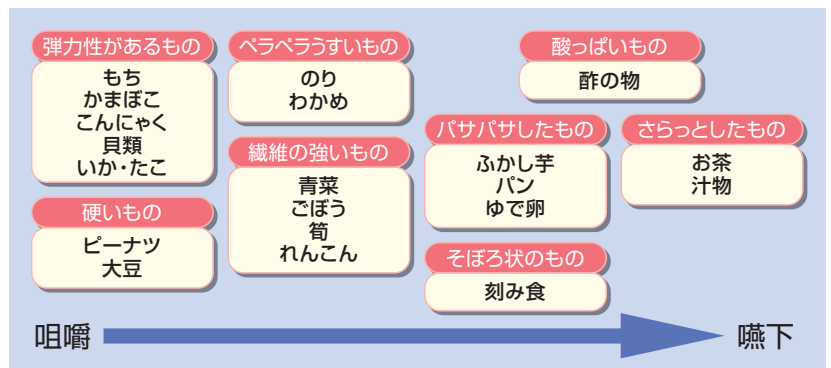 弾力性があるもの
もち
かまぼこ
こんにゃく
貝類
いか・たこ
硬いもの
ピーナツ
大豆
ペラペラうすいもの
のり
わかめ
繊維の強いもの
青菜
ごぼう
筍
れんこん
酸っぱいもの
酢の物
パサパサしたもの
ふかし芋
パン
ゆで卵
そぼろ状のもの
刻み食
さらっとしたもの
お茶
汁物
咀嚼
嚥下